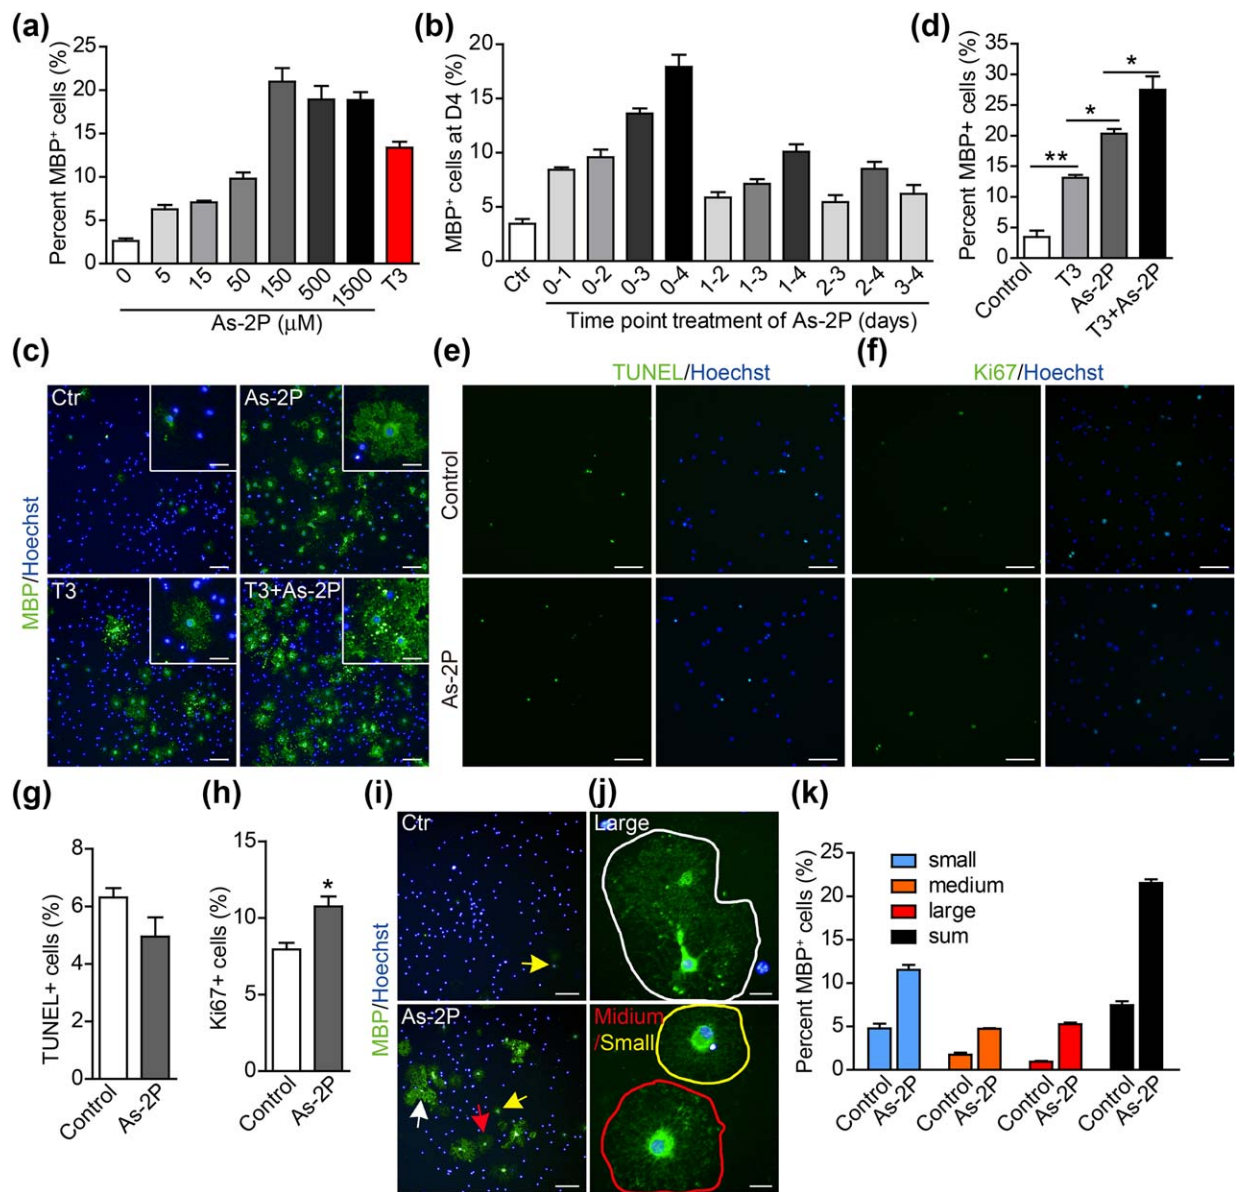 (a)
Percent MBP⁺ cells (%)
25
20
15
10
5
0
0 5 15 50 150 500 1500 T3
As-2P (μM)
(b)
MBP⁺ cells at D4 (%)
20
15
10
5
0
Ctr 0-1 0-2 0-3 0-4 1-2 1-3 1-4 2-3 2-4 3-4
Time point treatment of As-2P (days)
(d)
Percent MBP+ cells (%)
35
30
25
20
15
10
5
0
**
*
*
Control T3 As-2P T3+As-2P
(c)
MBP/Hoechst
Ctr
As-2P
T3
T3+As-2P
(e)
TUNEL/Hoechst
Control
As-2P
(f)
Ki67/Hoechst
(g)
TUNEL+ cells (%)
8
6
4
2
0
Control As-2P
(h)
Ki67+ cells (%)
15
10
5
0
*
Control As-2P
(i)
MBP/Hoechst
Ctr
As-2P
(j)
Large
Midium
/Small
(k)
Percent MBP⁺ cells (%)
25
20
15
10
5
0
small
medium
large
sum
Control As-2P Control As-2P Control As-2P Control As-2P